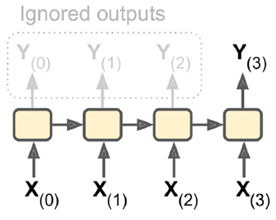 Ignored outputs
Y(0) Y(1) Y(2) Y(3)
X(0) X(1) X(2) X(3)